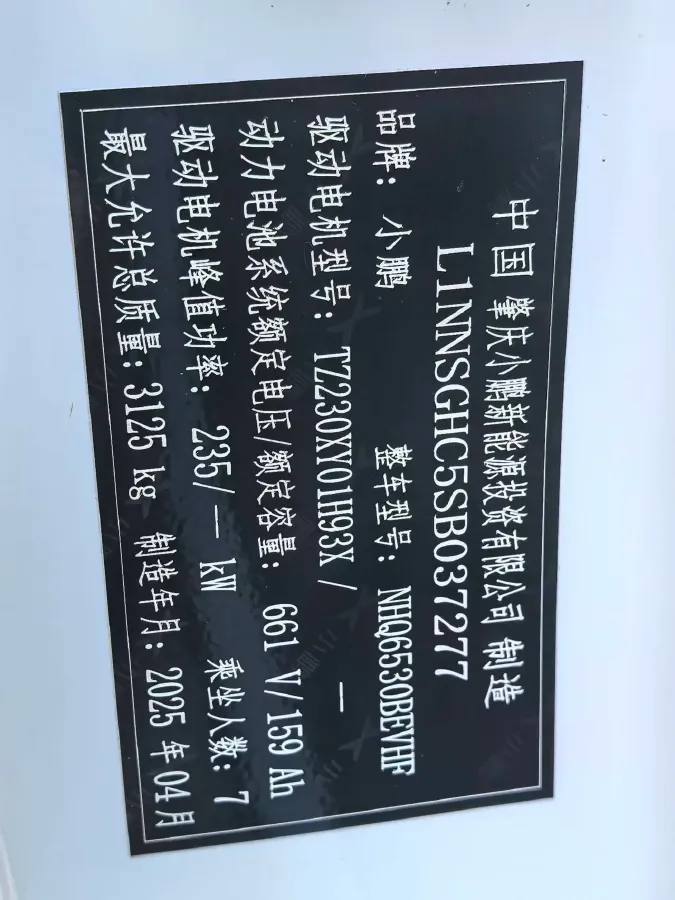 中国 肇庆小鹏新能源投资有限公司 制造
L1NNSGHC5SB037277
品牌: 小鹏 整车型号: NHQ6530BEVHF
驱动电机型号: TZ230XY01H93X / —
动力电池系统额定电压/额定容量: 661 V/159 Ah
驱动电机峰值功率: 235/— kW 乘坐人数: 7
最大允许总质量: 3125 kg 制造年月: 2025 年 04 月